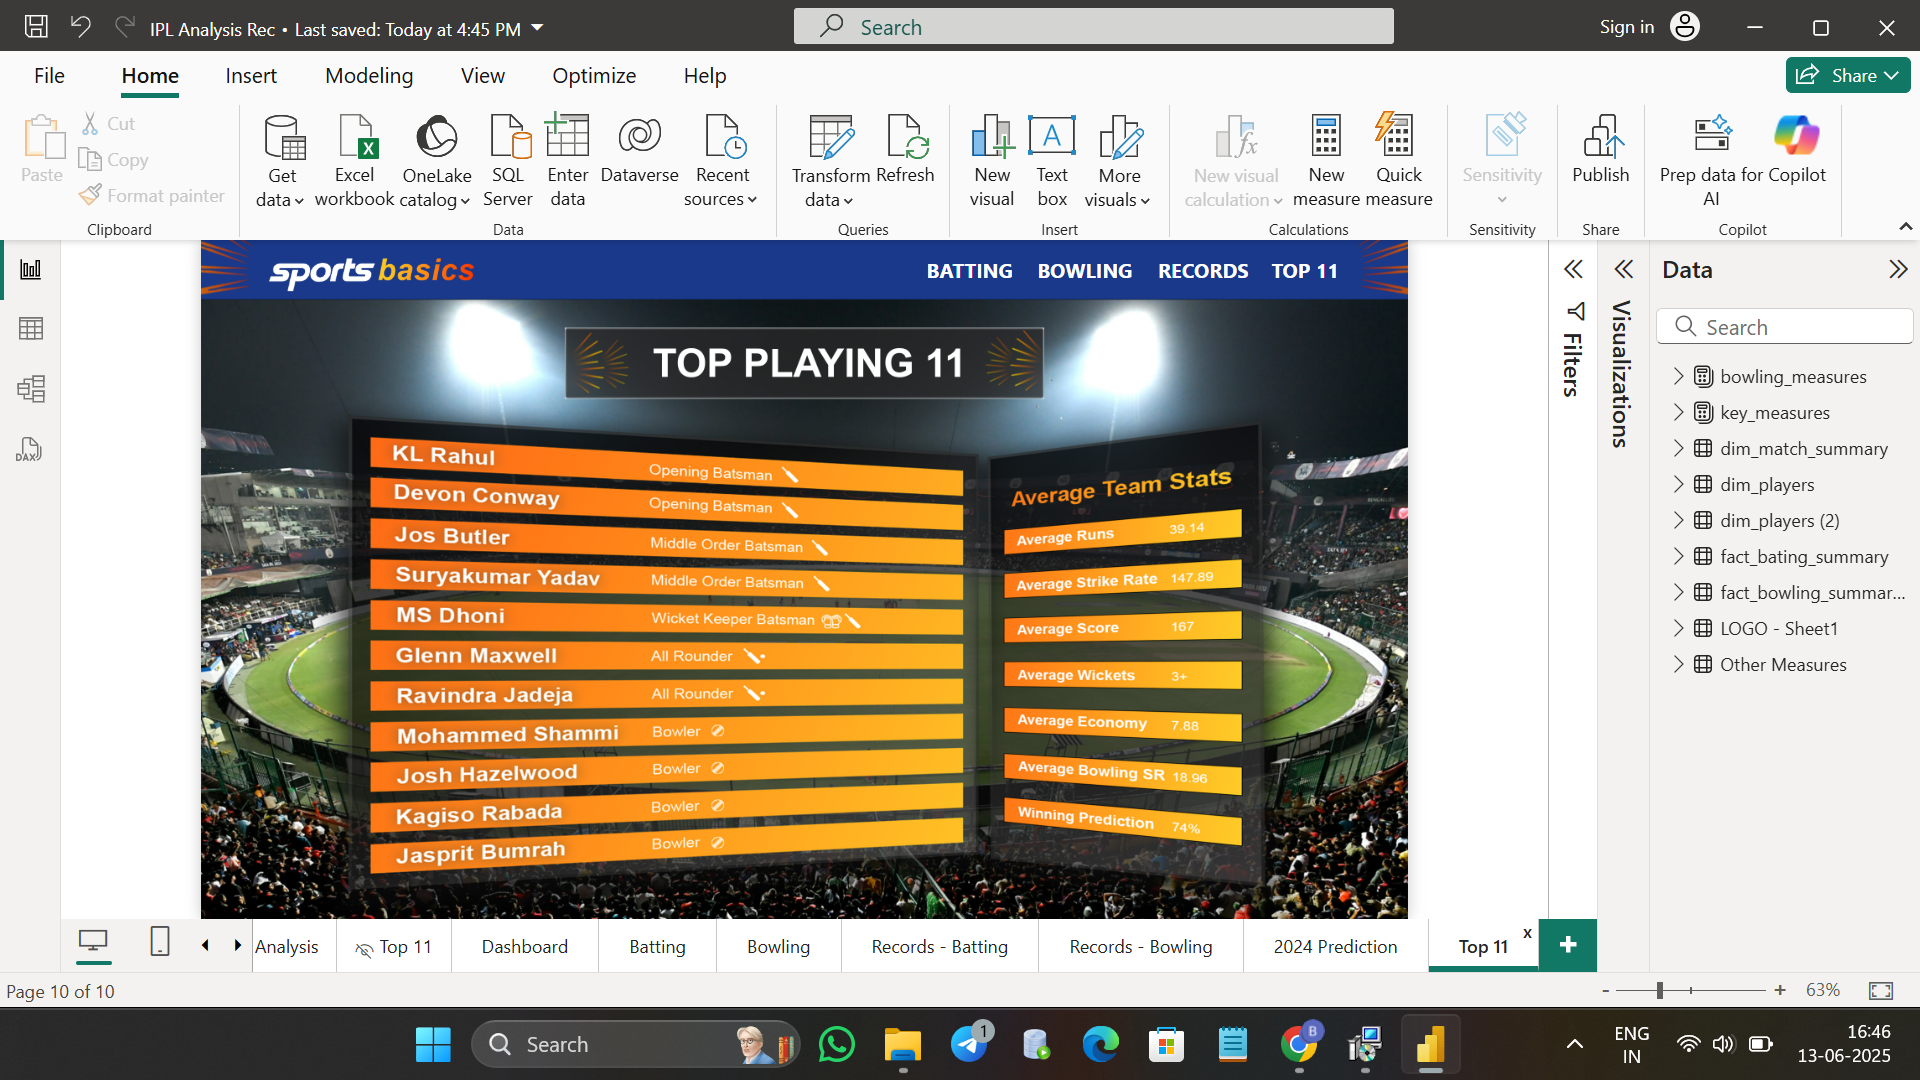 IPL Analysis Rec • Last saved: Today at 4:45 PM
Search
Sign in
File
Home
Insert
Modeling
View
Optimize
Help
Share
Paste
Cut
Copy
Format painter
Clipboard
Get data
Excel workbook
OneLake catalog
SQL Server
Enter data
Dataverse
Recent sources
Data
Transform data
Refresh
Queries
New visual
Text box
More visuals
Insert
New visual calculation
New measure
Quick measure
Calculations
Sensitivity
Sensitivity
Publish
Share
Prep data for AI
Copilot
Copilot
sports basics
BATTING
BOWLING
RECORDS
TOP 11
TOP PLAYING 11
KL Rahul Opening Batsman
Devon Conway Opening Batsman
Jos Butler Middle Order Batsman
Suryakumar Yadav Middle Order Batsman
MS Dhoni Wicket Keeper Batsman
Glenn Maxwell All Rounder
Ravindra Jadeja All Rounder
Mohammed Shammi Bowler
Josh Hazelwood Bowler
Kagiso Rabada Bowler
Jasprit Bumrah Bowler
Average Team Stats
Average Runs 39.14
Average Strike Rate 147.89
Average Score 167
Average Wickets 3+
Average Economy 7.88
Average Bowling SR 18.96
Winning Prediction 74%
Filters
Visualizations
Data
Search
bowling_measures
key_measures
dim_match_summary
dim_players
dim_players (2)
fact_bating_summary
fact_bowling_summar...
LOGO - Sheet1
Other Measures
Analysis
Top 11
Dashboard
Batting
Bowling
Records - Batting
Records - Bowling
2024 Prediction
Top 11
x
Page 10 of 10
- + 63%
Search
1
B
ENG
IN
16:46
13-06-2025